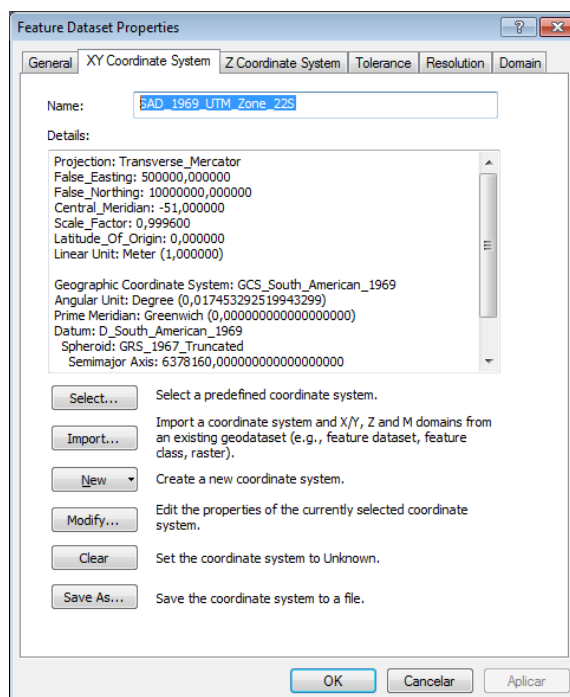 Feature Dataset Properties
General XY Coordinate System Z Coordinate System Tolerance Resolution Domain
Name: SAD_1969_UTM_Zone_22S
Details:
Projection: Transverse_Mercator
False_Easting: 500000,000000
False_Northing: 10000000,000000
Central_Meridian: -51,000000
Scale_Factor: 0,999600
Latitude_Of_Origin: 0,000000
Linear Unit: Meter (1,000000)
Geographic Coordinate System: GCS_South_American_1969
Angular Unit: Degree (0,017453292519943299)
Prime Meridian: Greenwich (0,000000000000000000)
Datum: D_South_American_1969
Spheroid: GRS_1967_Truncated
Semimajor Axis: 6378160,000000000000000000
Select... Select a predefined coordinate system.
Import... Import a coordinate system and X/Y, Z and M domains from
an existing geodataset (e.g., feature dataset, feature
class, raster).
New Create a new coordinate system.
Modify... Edit the properties of the currently selected coordinate
system.
Clear Set the coordinate system to Unknown.
Save As... Save the coordinate system to a file.
OK Cancelar Aplicar